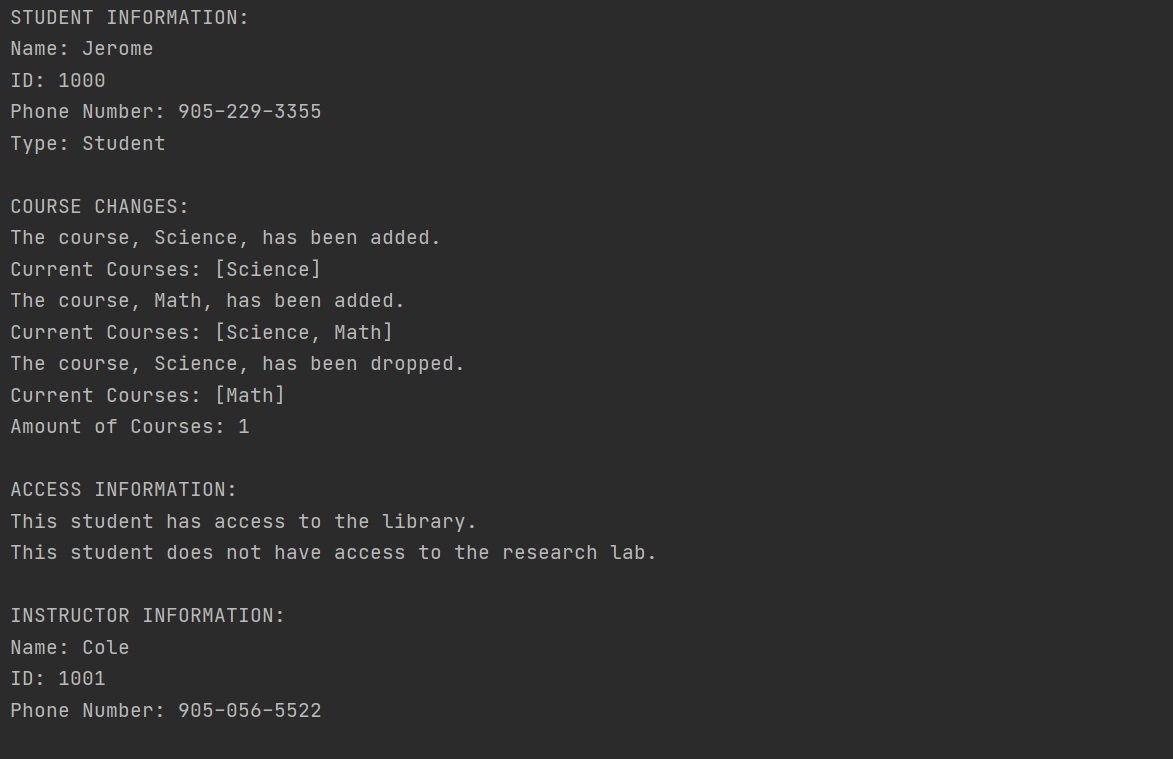 STUDENT INFORMATION:
Name: Jerome
ID: 1000
Phone Number: 905-229-3355
Type: Student

COURSE CHANGES:
The course, Science, has been added.
Current Courses: [Science]
The course, Math, has been added.
Current Courses: [Science, Math]
The course, Science, has been dropped.
Current Courses: [Math]
Amount of Courses: 1

ACCESS INFORMATION:
This student has access to the library.
This student does not have access to the research lab.

INSTRUCTOR INFORMATION:
Name: Cole
ID: 1001
Phone Number: 905-056-5522